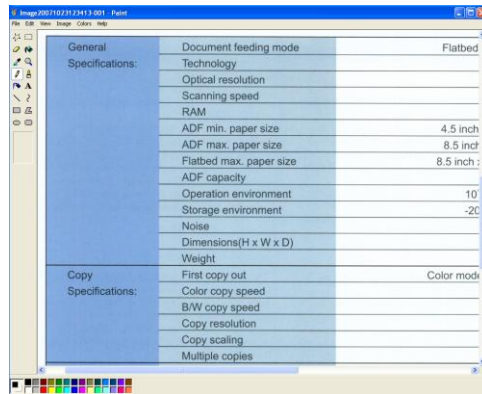 Image20071023123413-001 - Paint
File Edit View Image Colors Help
General Document feeding mode Flatbed
Specifications: Technology
Optical resolution
Scanning speed
RAM
ADF min. paper size 4.5 inch
ADF max. paper size 8.5 inch
Flatbed max. paper size 8.5 inch :
ADF capacity
Operation environment 10
Storage environment -20
Noise
Dimensions(H x W x D)
Weight
Copy First copy out Color mode
Specifications: Color copy speed
B/W copy speed
Copy resolution
Copy scaling
Multiple copies